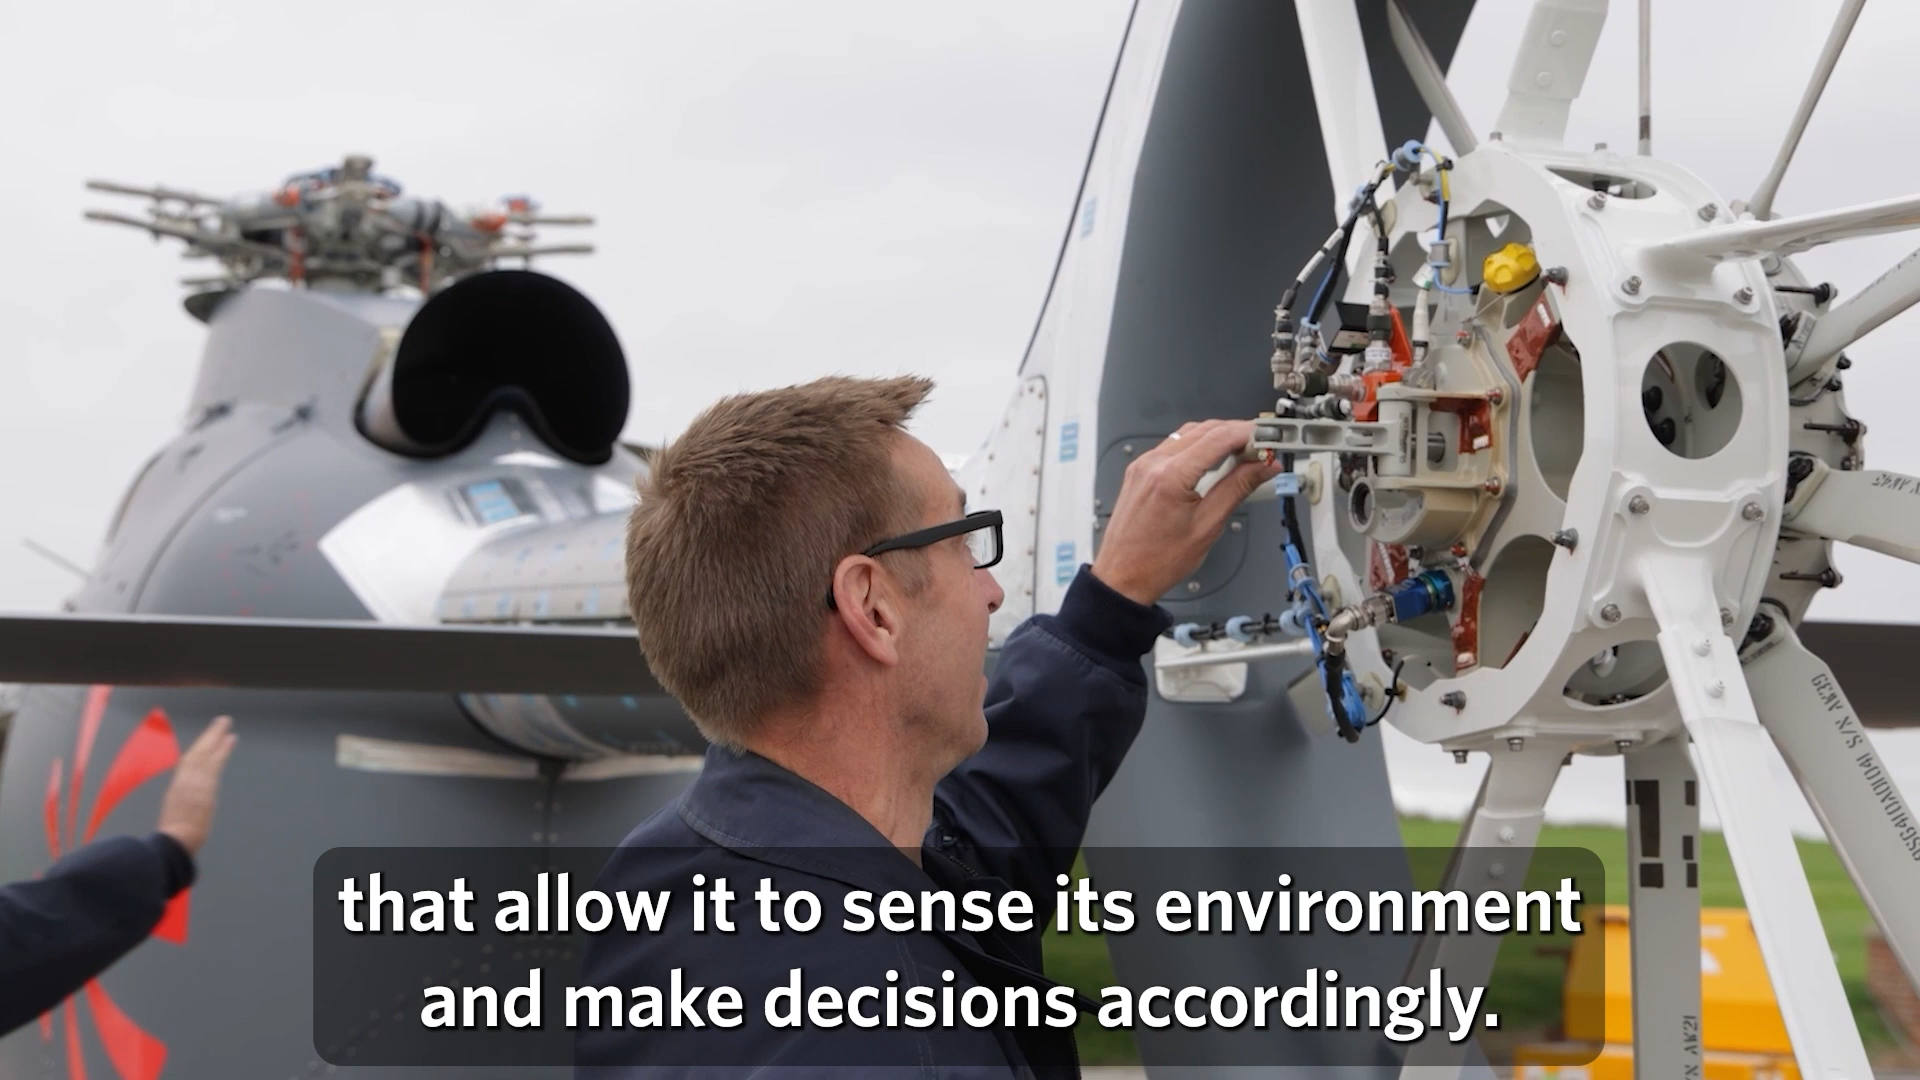 that allow it to sense its environment
and make decisions accordingly.